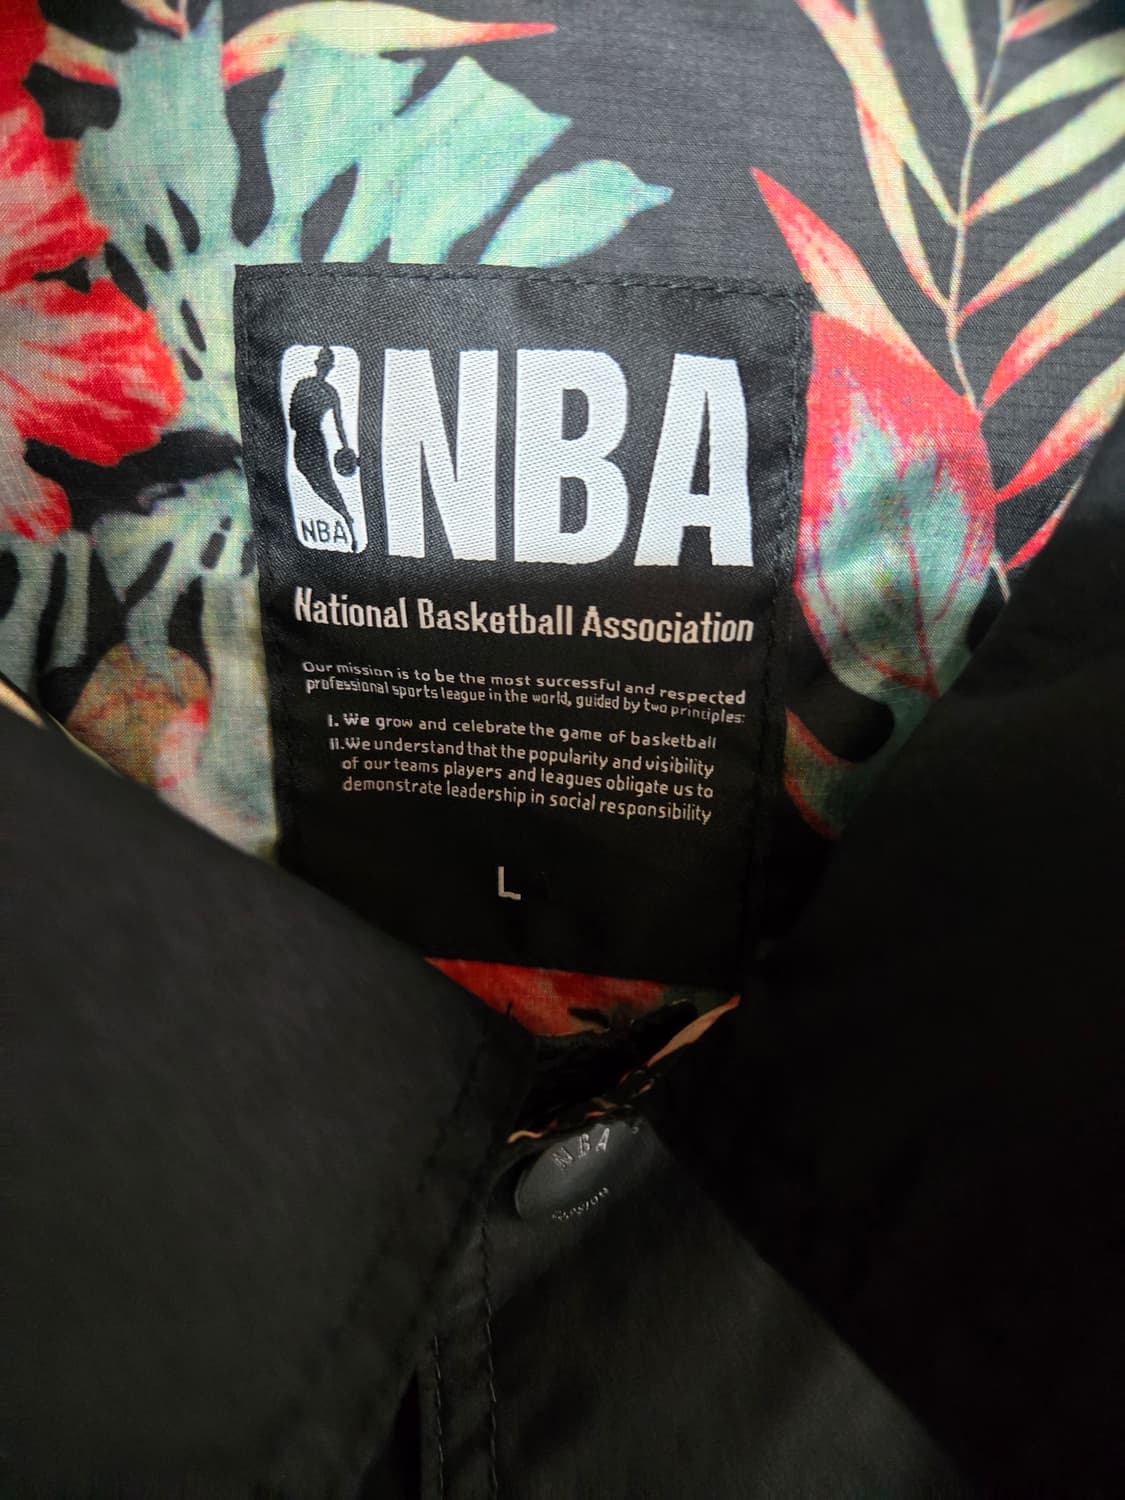 NBA
NBA
National Basketball Association
Our mission is to be the most successful and respected
professional sports league in the world, guided by two principles:
I. We grow and celebrate the game of basketball
II. We understand that the popularity and visibility
of our teams players and leagues obligate us to
demonstrate leadership in social responsibility
L
NBA